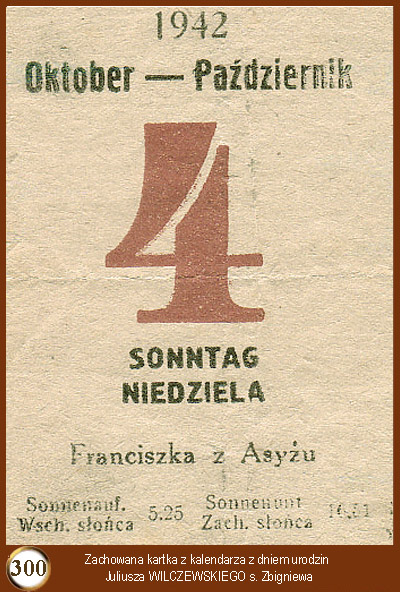 1942
Oktober — Październik
4
SONNTAG
NIEDZIELA
Franciszka z Asyżu
Sonnenauf. 5.25 Sonnenunt
Wsch. słońca Zach. słońca
300
Zachowana kartka z kalendarza z dniem urodzin
Juliusza WILCZEWSKIEGO s. Zbigniewa